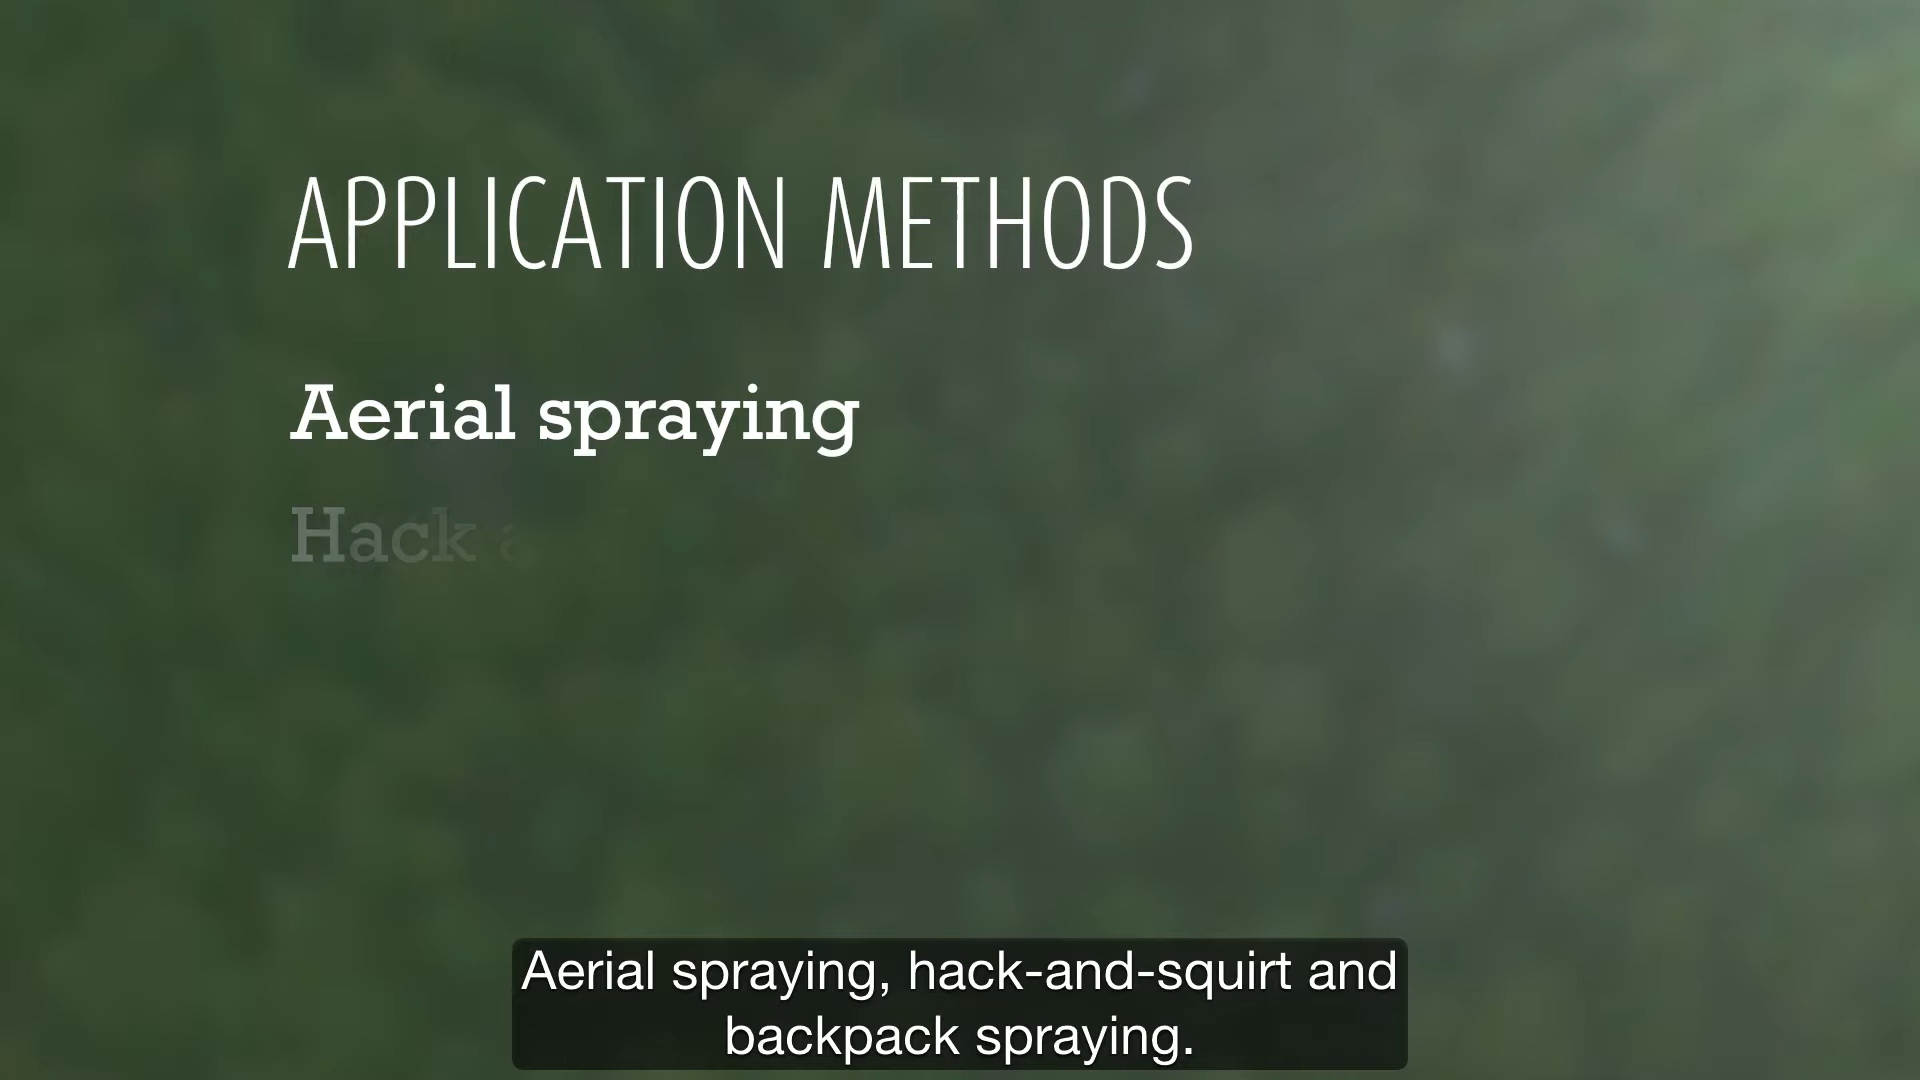 APPLICATION METHODS
Aerial spraying
Hack a
Aerial spraying, hack-and-squirt and
backpack spraying.